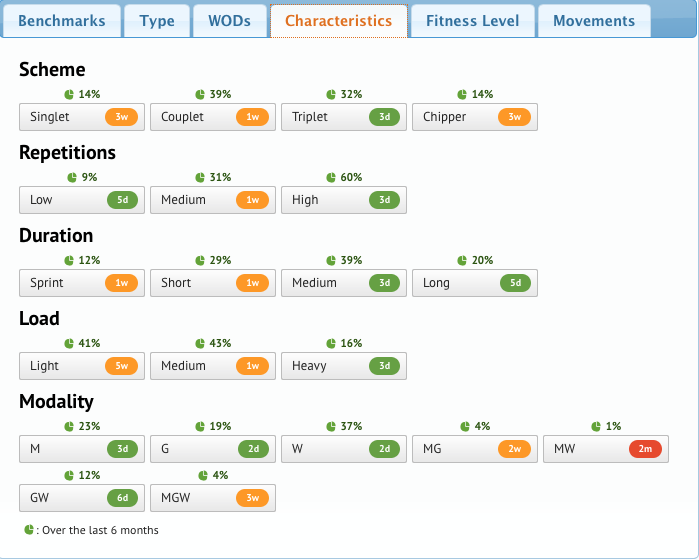 Benchmarks Type WODs Characteristics Fitness Level Movements
Scheme
14% 39% 32% 14%
Singlet 3w Couplet 1w Triplet 3d Chipper 3w
Repetitions
9% 31% 60%
Low 5d Medium 1w High 3d
Duration
12% 29% 39% 20%
Sprint 1w Short 1w Medium 3d Long 5d
Load
41% 43% 16%
Light 5w Medium 1w Heavy 3d
Modality
23% 19% 37% 4% 1%
M 3d G 2d W 2d MG 2w MW 2m
12% 4%
GW 6d MGW 3w
: Over the last 6 months